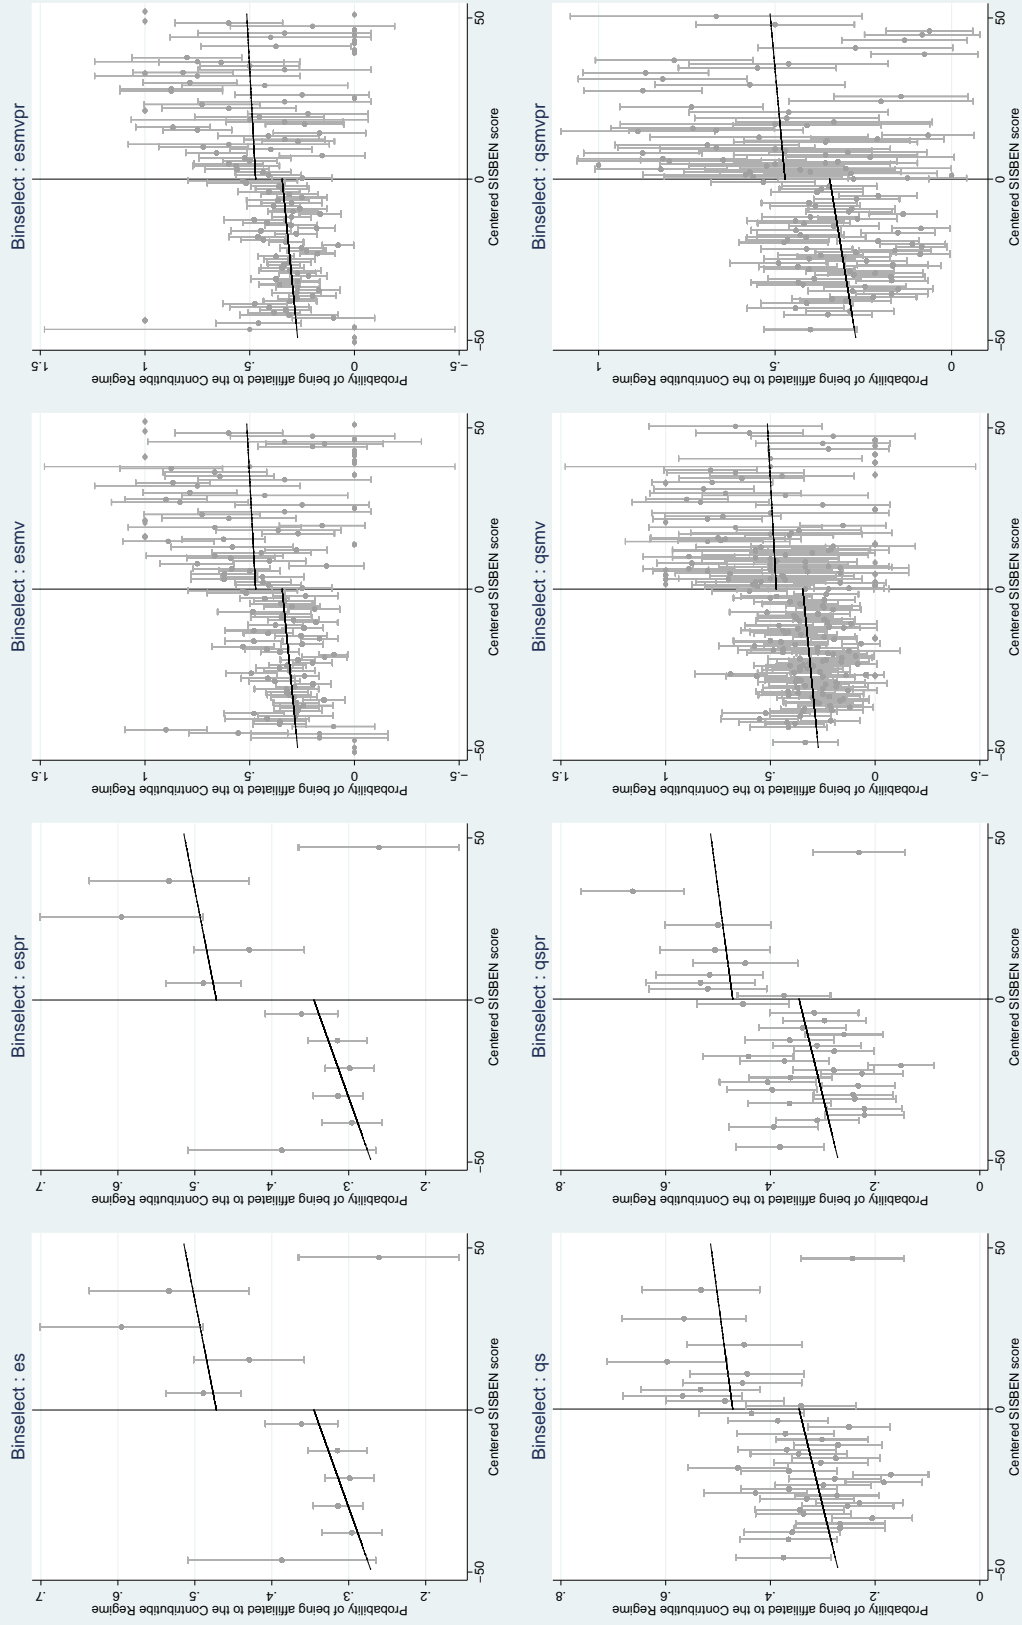 Binselect : es
Probability of being affiliated to the Contributibe Regime
.7
.6
.5
.4
.3
.2
-50
0
50
Centered SISBEN score
Binselect : espr
Probability of being affiliated to the Contributibe Regime
.7
.6
.5
.4
.3
.2
-50
0
50
Centered SISBEN score
Binselect : esmv
Probability of being affiliated to the Contributibe Regime
1.5
1
.5
0
-.5
-50
0
50
Centered SISBEN score
Binselect : esmvpr
Probability of being affiliated to the Contributibe Regime
1.5
1
.5
0
-.5
-50
0
50
Centered SISBEN score
Binselect : qs
Probability of being affiliated to the Contributibe Regime
.8
.6
.4
.2
0
-50
0
50
Centered SISBEN score
Binselect : qspr
Probability of being affiliated to the Contributibe Regime
.8
.6
.4
.2
0
-50
0
50
Centered SISBEN score
Binselect : qsmv
Probability of being affiliated to the Contributibe Regime
1.5
1
.5
0
-.5
-50
0
50
Centered SISBEN score
Binselect : qsmvpr
Probability of being affiliated to the Contributibe Regime
1
.5
0
-50
0
50
Centered SISBEN score